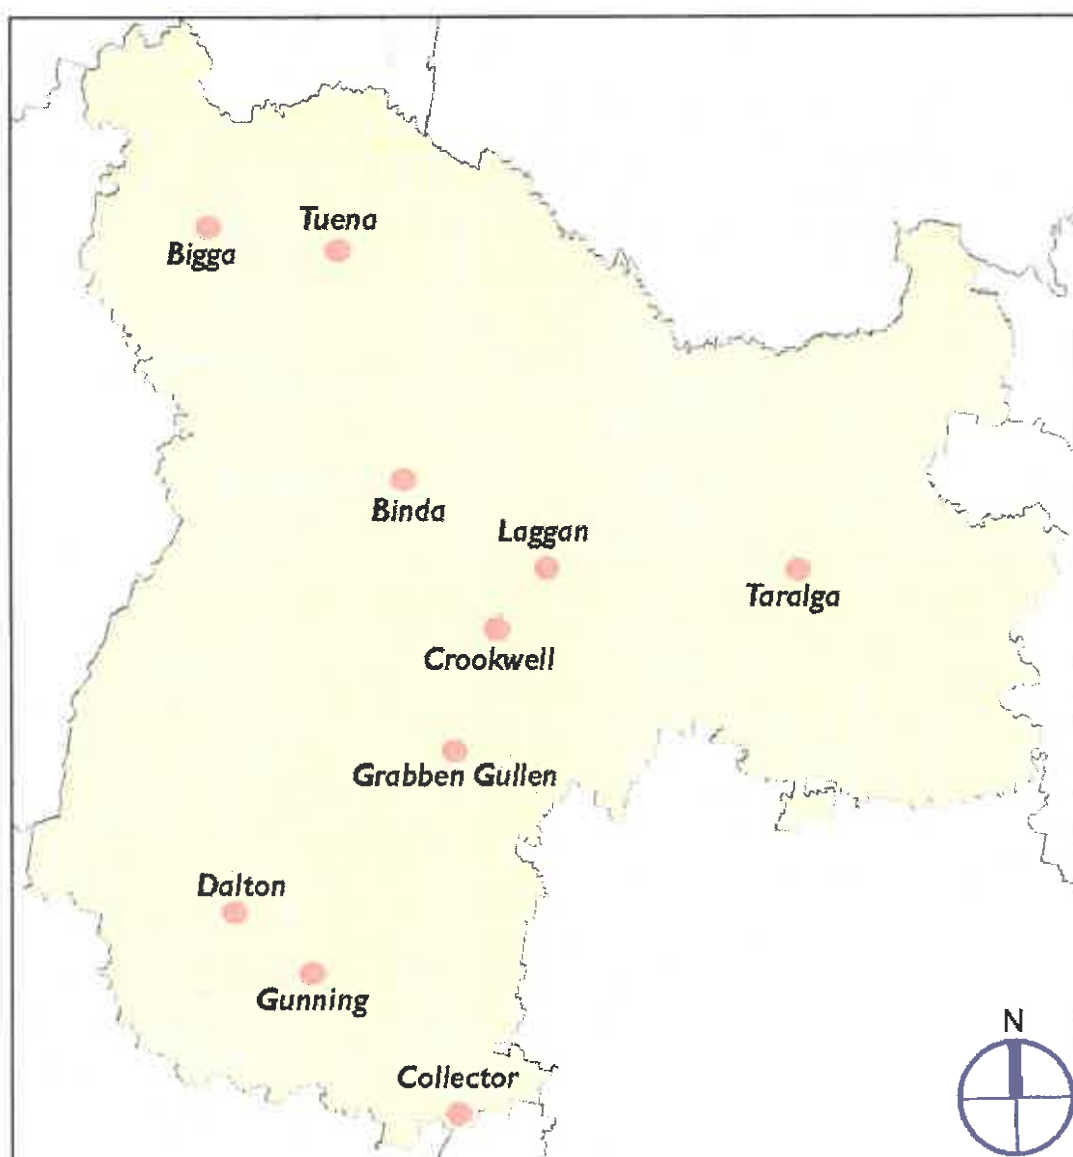 Tuena
Bigga
Binda
Laggan
Taralga
Crookwell
Grabben Gullen
Dalton
Gunning
N
Collector